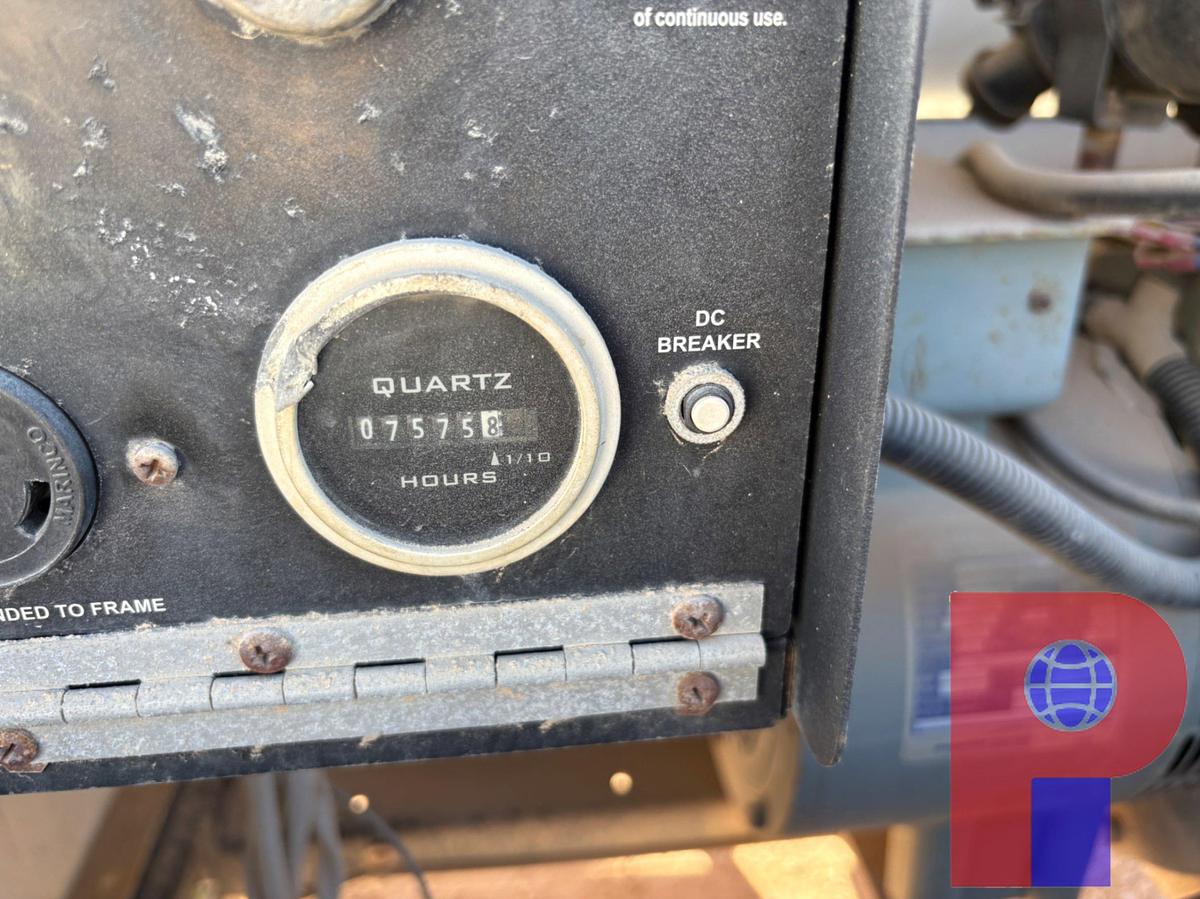 of continuous use.
DC
BREAKER
QUARTZ
075758
1/10
HOURS
MARINCO
NDED TO FRAME
P